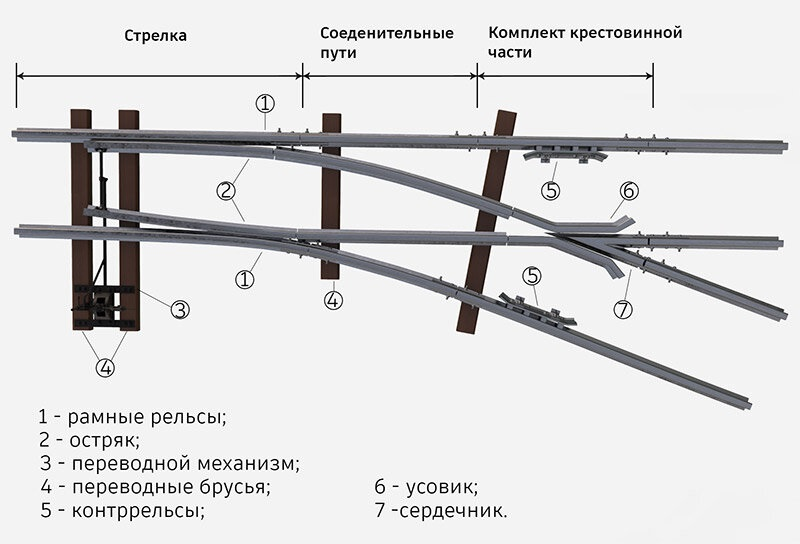 Стрелка
Соеденительные
пути
Комплект крестовинной
части
1
2
1
3
4
4
5
5
6
7
1 - рамные рельсы;
2 - остряк;
3 - переводной механизм;
4 - переводные брусья;
5 - контррельсы;
6 - усовик;
7 -сердечник.